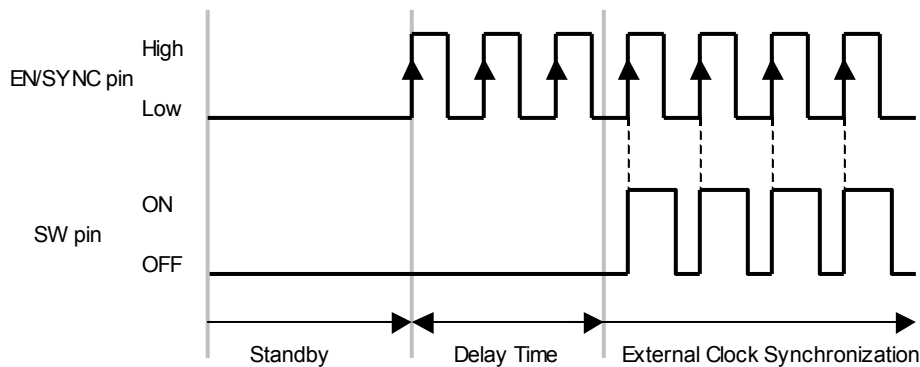 High
EN/SYNC pin
Low
ON
SW pin
OFF
Standby
Delay Time
External Clock Synchronization